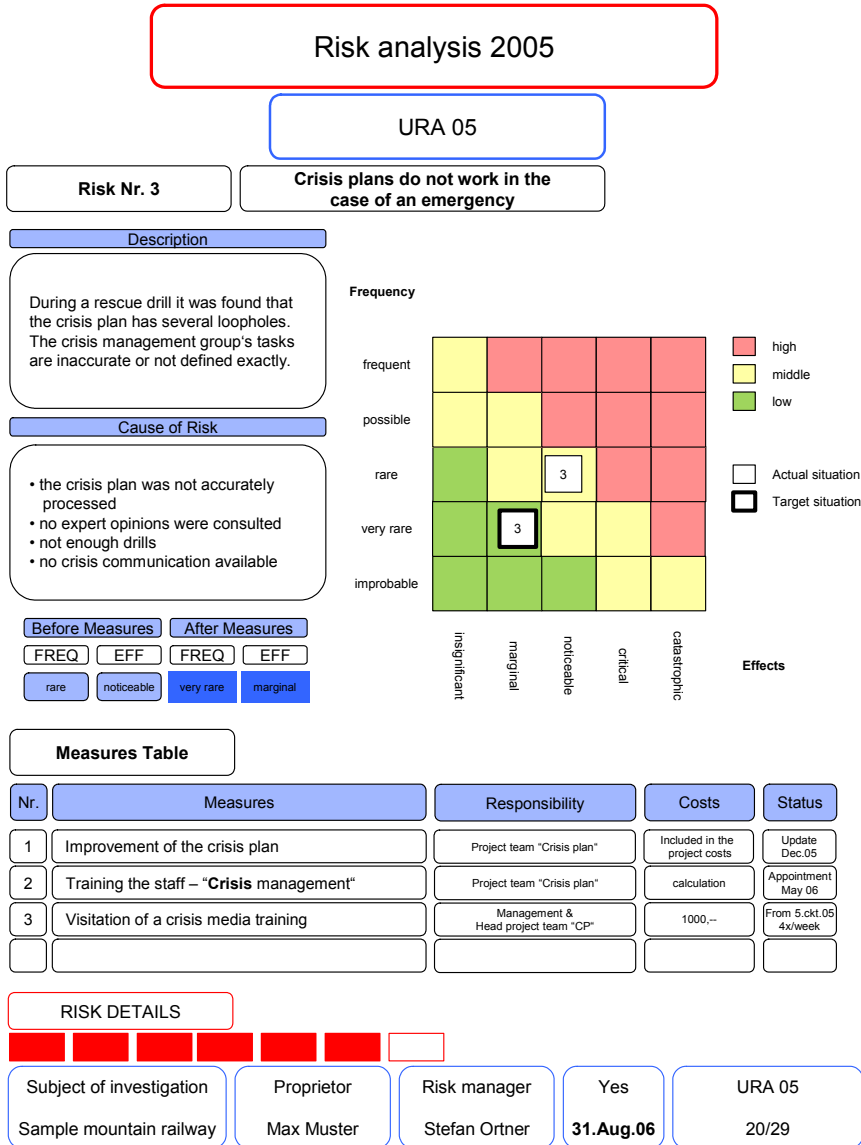 Risk analysis 2005
URA 05
Risk Nr. 3
Crisis plans do not work in the
case of an emergency
Description
During a rescue drill it was found that
the crisis plan has several loopholes.
The crisis management group‘s tasks
are inaccurate or not defined exactly.
Cause of Risk
• the crisis plan was not accurately
processed
• no expert opinions were consulted
• not enough drills
• no crisis communication available
Before Measures
After Measures
FREQ
EFF
FREQ
EFF
rare
noticeable
very rare
marginal
Frequency
frequent
possible
rare
very rare
improbable
3
3
insignificant
marginal
noticeable
critical
catastrophic
Effects
high
middle
low
Actual situation
Target situation
Measures Table
Nr.
Measures
Responsibility
Costs
Status
1
Improvement of the crisis plan
Project team “Crisis plan“
Included in the
project costs
Update
Dec.05
2
Training the staff – “Crisis management“
Project team “Crisis plan“
calculation
Appointment
May 06
3
Visitation of a crisis media training
Management &
Head project team “CP“
1000,--
From 5.ckt.05
4x/week
RISK DETAILS
Subject of investigation
Sample mountain railway
Proprietor
Max Muster
Risk manager
Stefan Ortner
Yes
31.Aug.06
URA 05
20/29